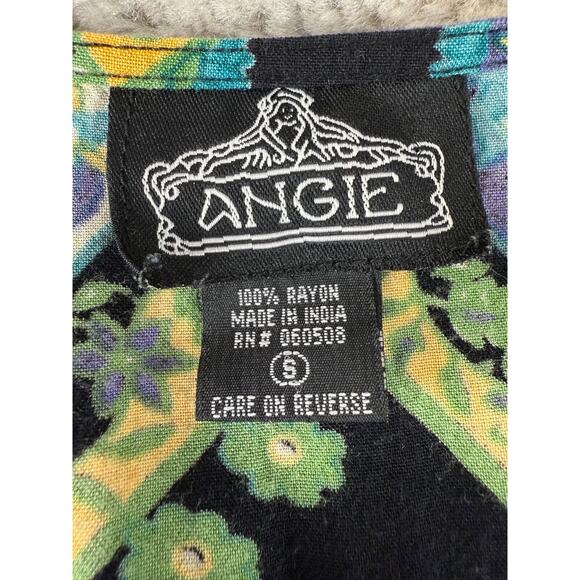 ANGIE
100% RAYON
MADE IN INDIA
RN# 060508
S
CARE ON REVERSE